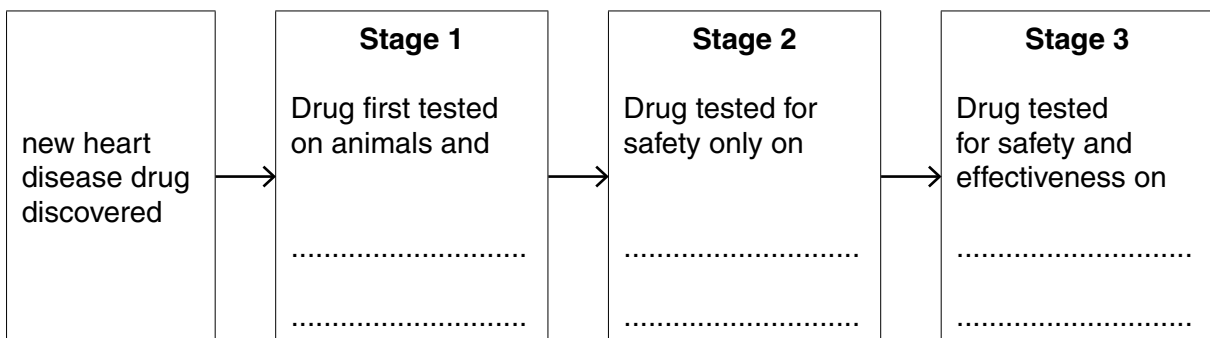 new heart
disease drug
discovered
Stage 1
Drug first tested
on animals and
..............................
..............................
Stage 2
Drug tested for
safety only on
..............................
..............................
Stage 3
Drug tested
for safety and
effectiveness on
..............................
..............................